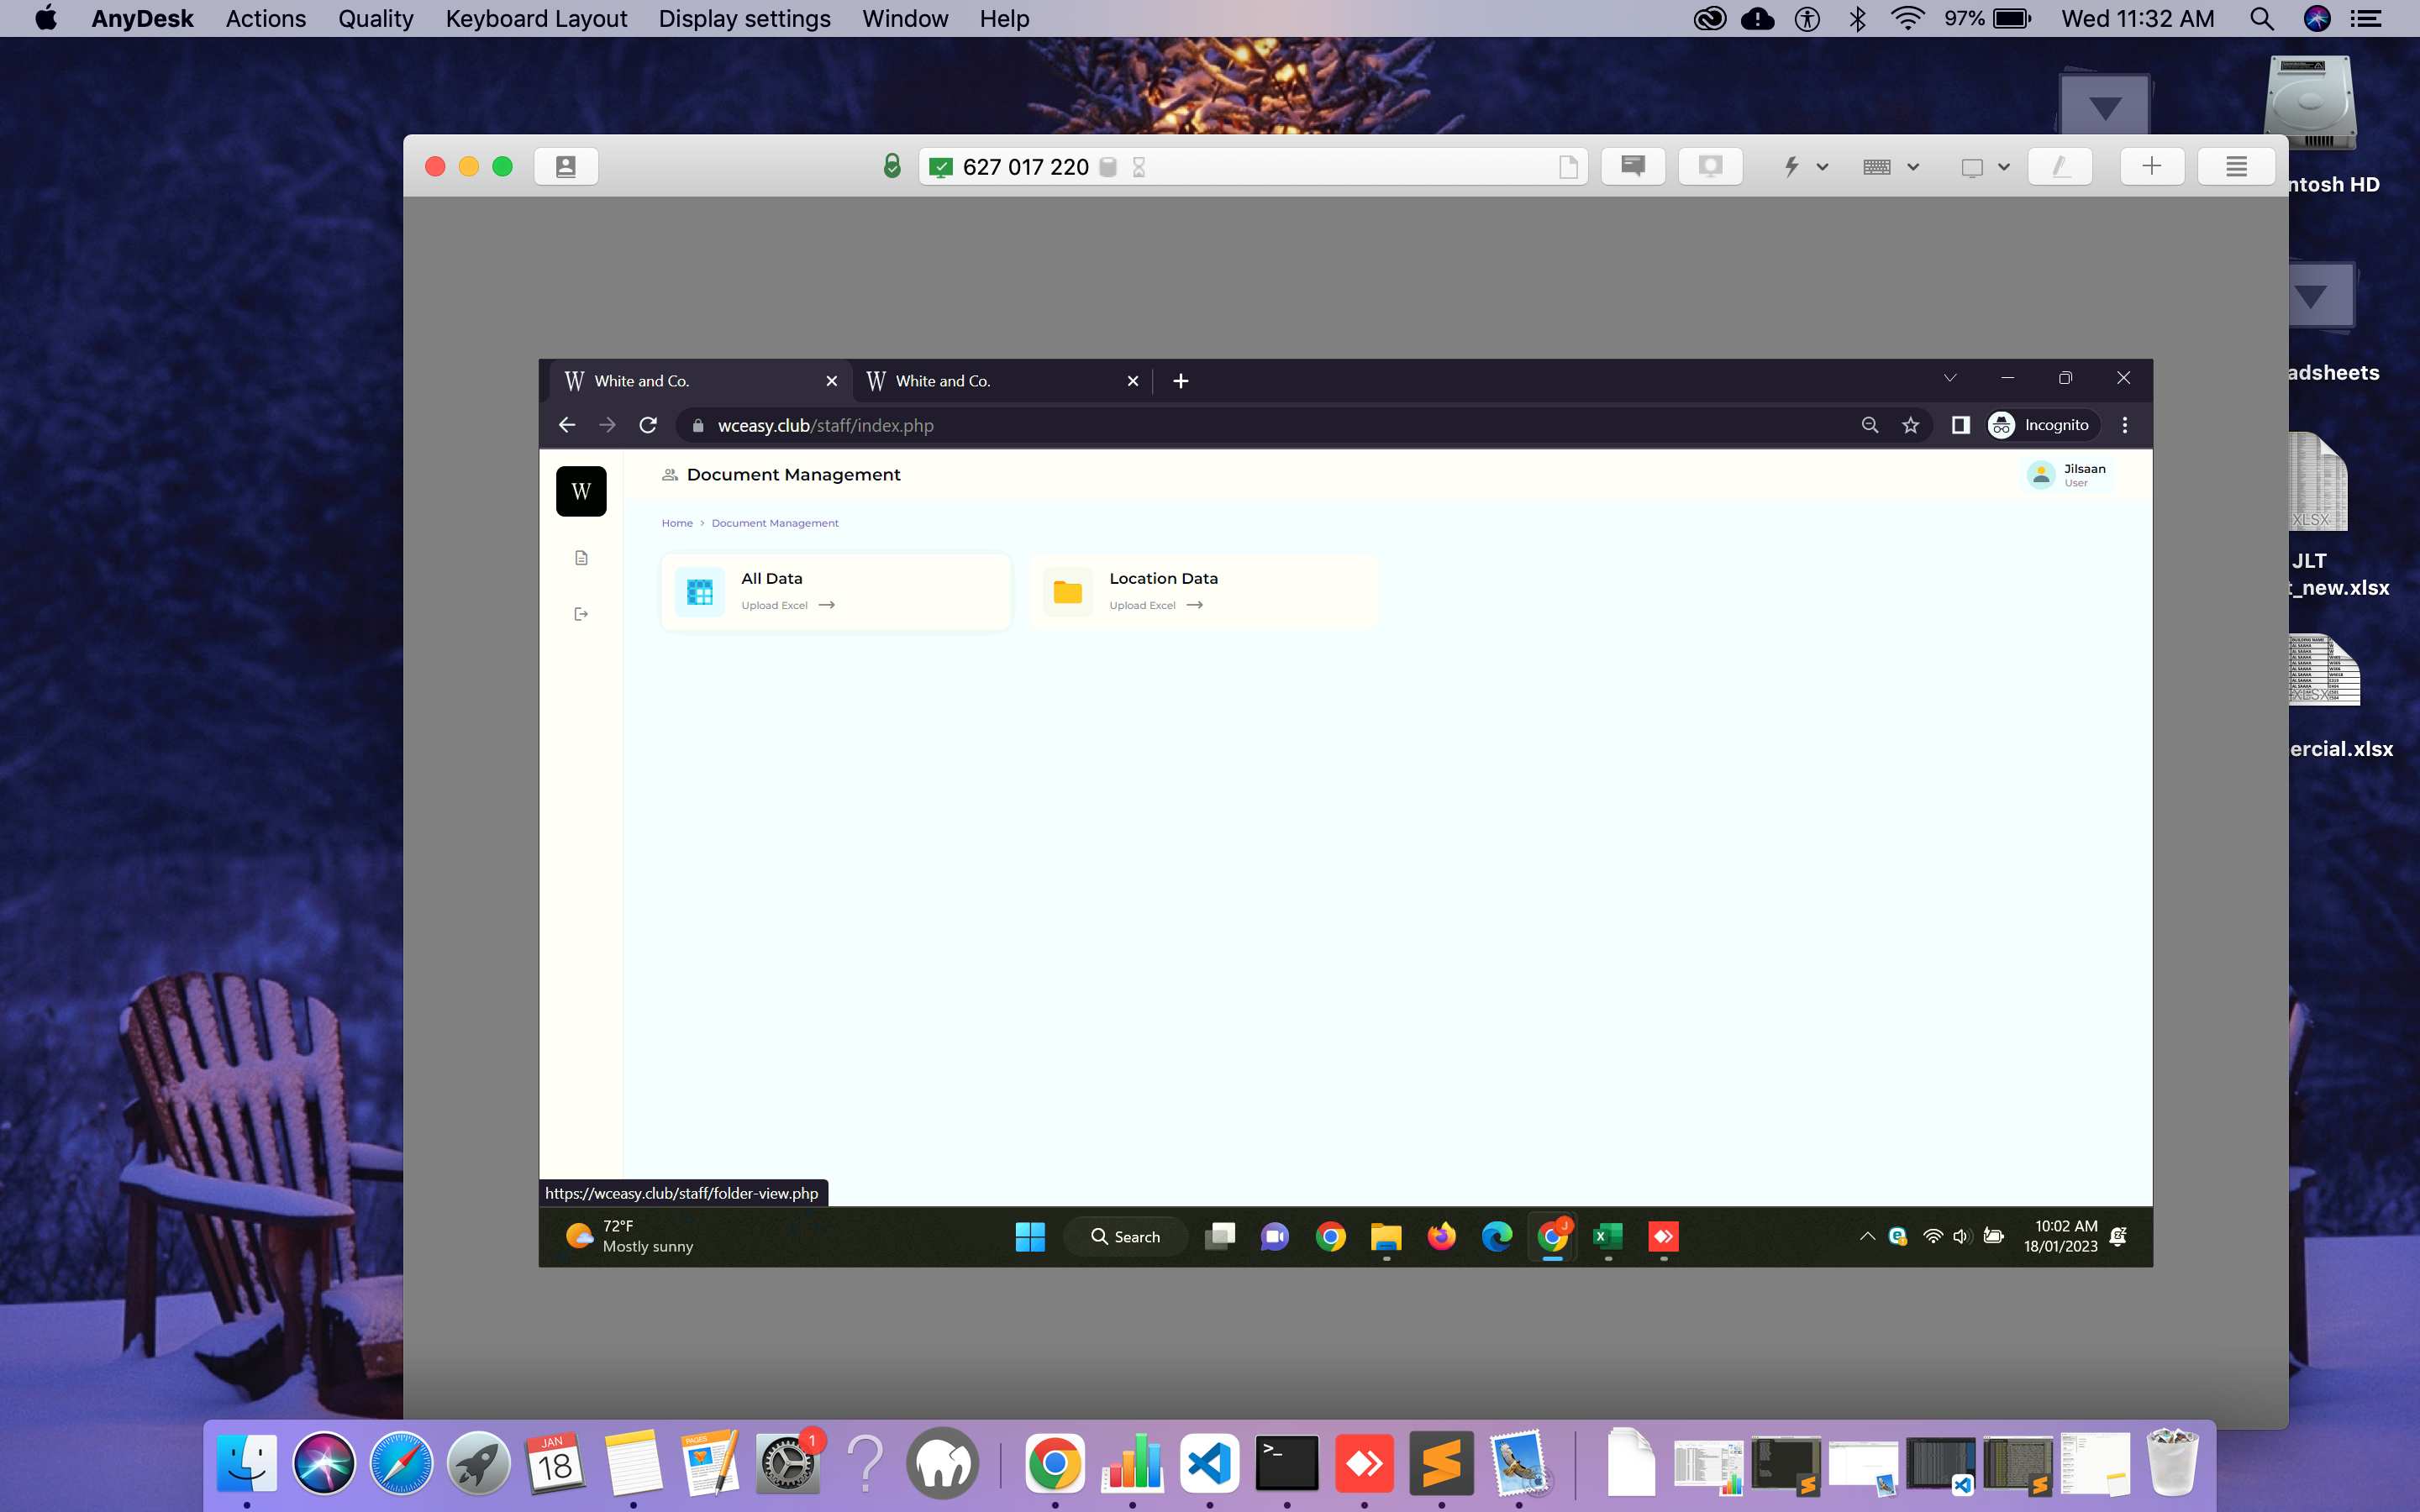 AnyDesk Actions Quality Keyboard Layout Display settings Window Help 97% Wed 11:32 AM
627 017 220
ntosh HD
adsheets
XLSX
JLT
t_new.xlsx
XLSX
ercial.xlsx
W White and Co. W White and Co.
wceasy.club/staff/index.php Incognito
W Document Management Jilsaan
User
Home > Document Management
All Data
Upload Excel
Location Data
Upload Excel
https://wceasy.club/staff/folder-view.php
72°F
Mostly sunny
Search
J
10:02 AM
18/01/2023
JAN
18
PAGES
1